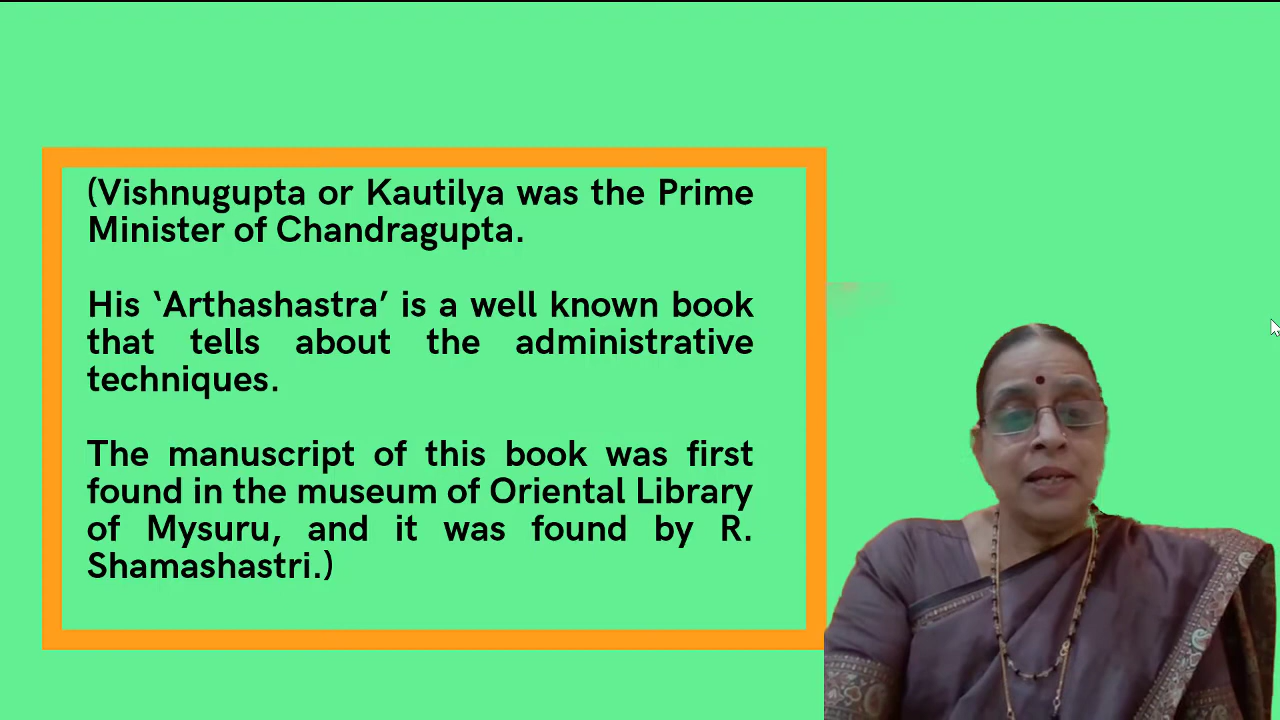 (Vishnugupta or Kautilya was the Prime
Minister of Chandragupta.
His ‘Arthashastra’ is a well known book
that tells about the administrative
techniques.
The manuscript of this book was first
found in the museum of Oriental Library
of Mysuru, and it was found by R.
Shamashastri.)